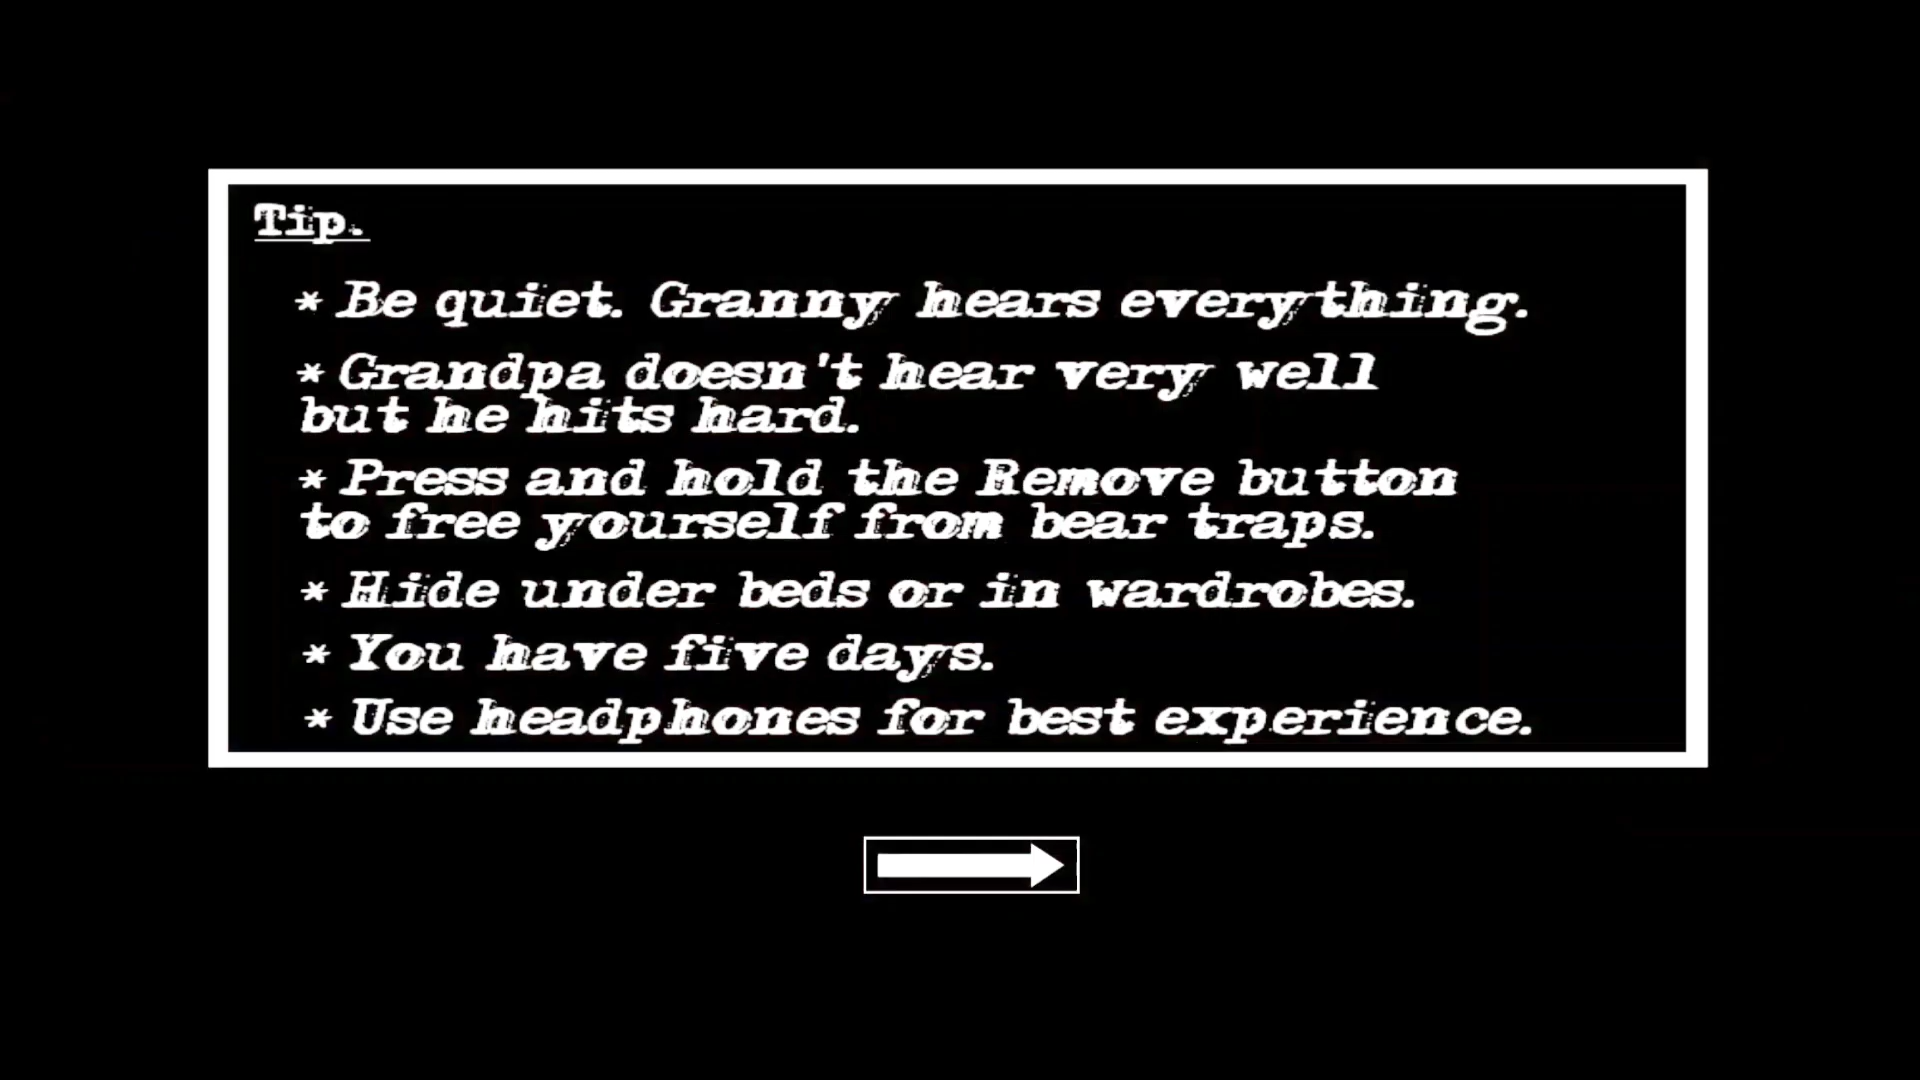 Tip.
* Be quiet. Granny hears everything.
* Grandpa doesn't hear very well
but he hits hard.
* Press and hold the Remove button
to free yourself from bear traps.
* Hide under beds or in wardrobes.
* You have five days.
* Use headphones for best experience.